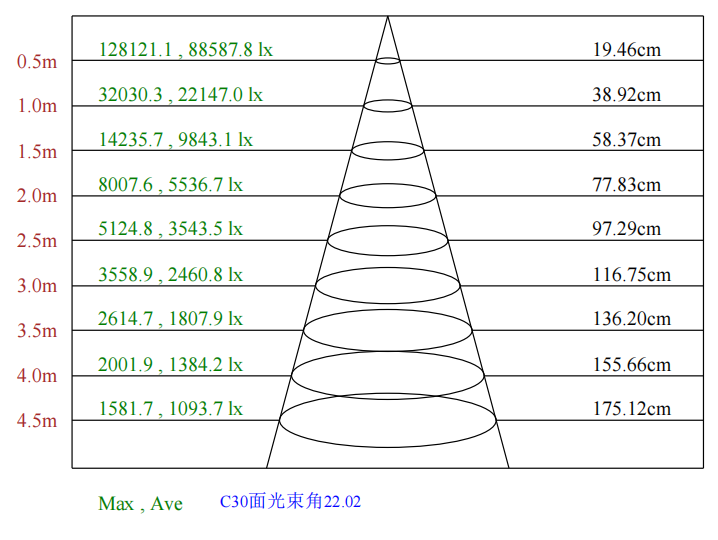 128121.1 , 88587.8 lx 19.46cm
0.5m
32030.3 , 22147.0 lx 38.92cm
1.0m
14235.7 , 9843.1 lx 58.37cm
1.5m
8007.6 , 5536.7 lx 77.83cm
2.0m
5124.8 , 3543.5 lx 97.29cm
2.5m
3558.9 , 2460.8 lx 116.75cm
3.0m
2614.7 , 1807.9 lx 136.20cm
3.5m
2001.9 , 1384.2 lx 155.66cm
4.0m
1581.7 , 1093.7 lx 175.12cm
4.5m
Max , Ave C30面光束角22.02